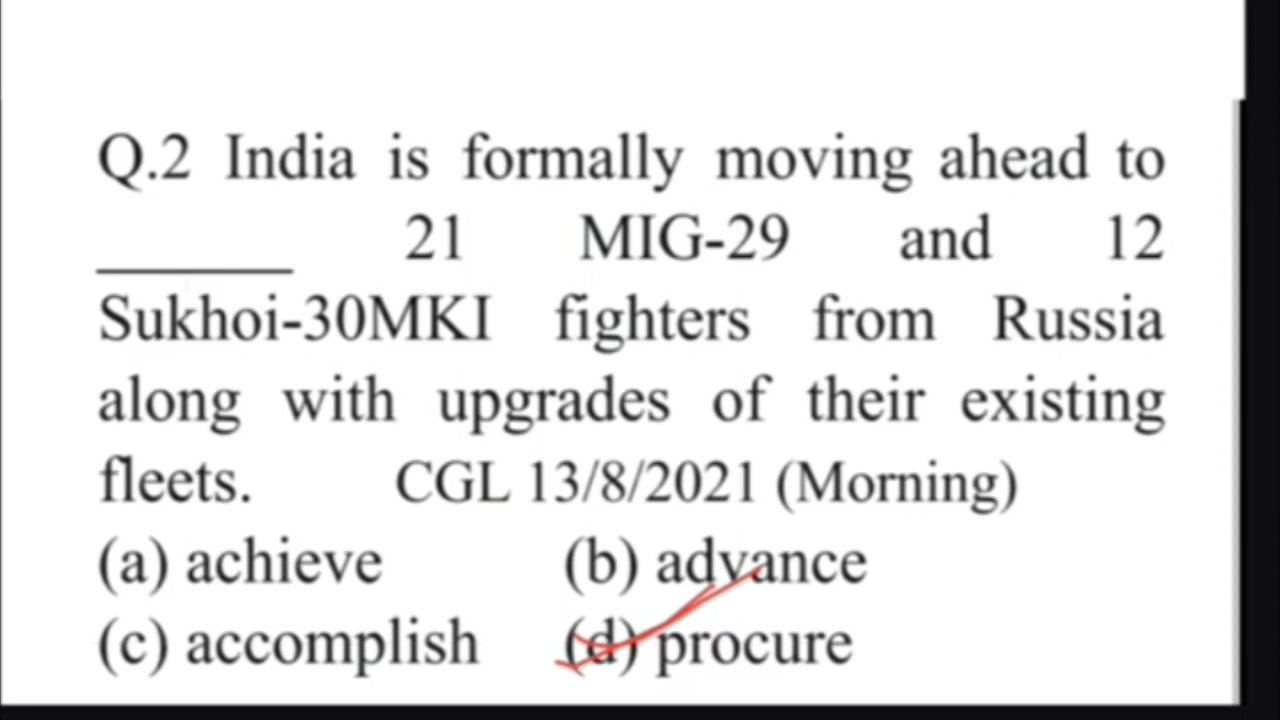 Q.2 India is formally moving ahead to
_______ 21 MIG-29 and 12
Sukhoi-30MKI fighters from Russia
along with upgrades of their existing
fleets. CGL 13/8/2021 (Morning)
(a) achieve (b) advance
(c) accomplish (d) procure